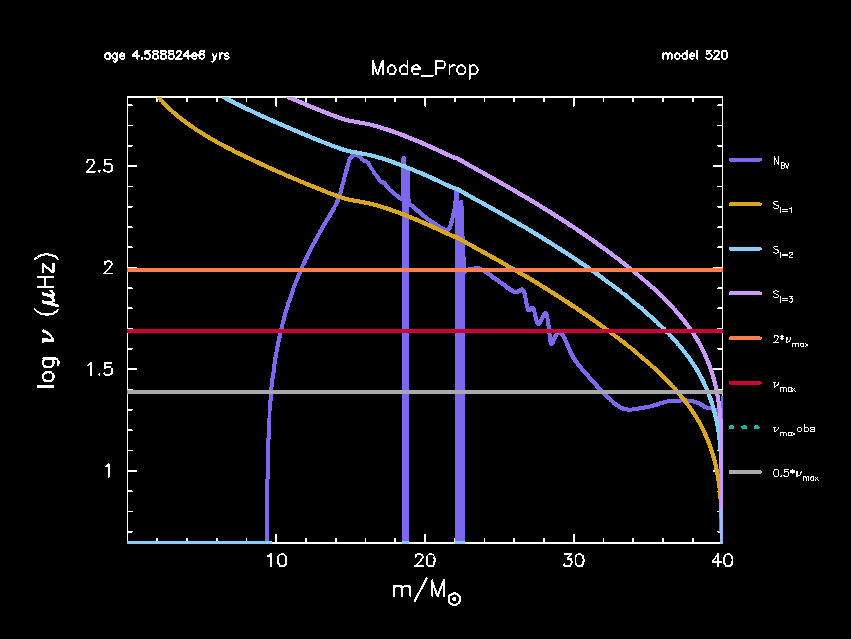 age 4.588824e6 yrs
model 520
Mode_Prop
log ν (μHz)
2.5
2
1.5
1
10
20
30
40
m/M⊙
N_BV
S_l=1
S_l=2
S_l=3
2*ν_max
ν_max
ν_max obs
0.5*ν_max